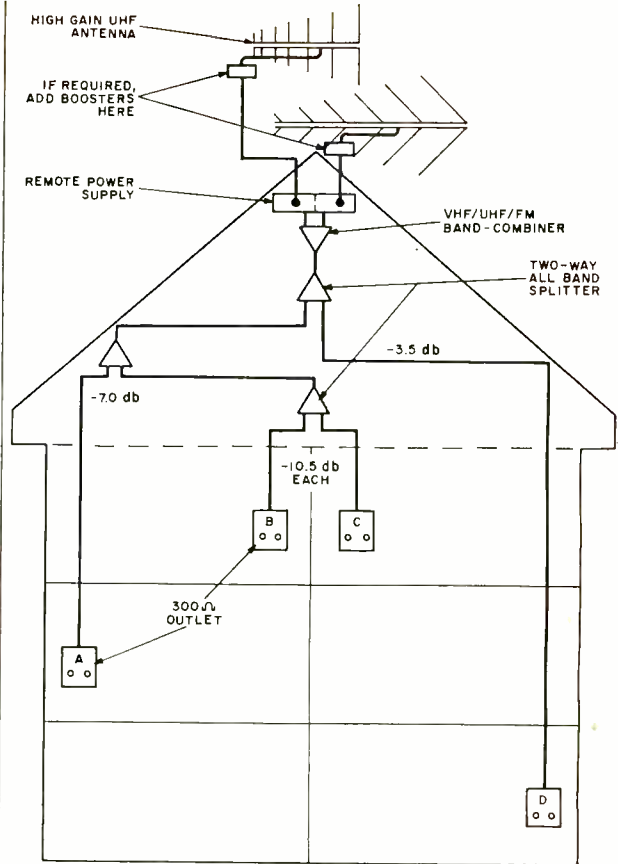 HIGH GAIN UHF
ANTENNA
IF REQUIRED,
ADD BOOSTERS
HERE
REMOTE POWER
SUPPLY
VHF/UHF/FM
BAND-COMBINER
TWO-WAY
ALL BAND
SPLITTER
-3.5 db
-7.0 db
-10.5 db
EACH
B
C
300Ω
OUTLET
A
D